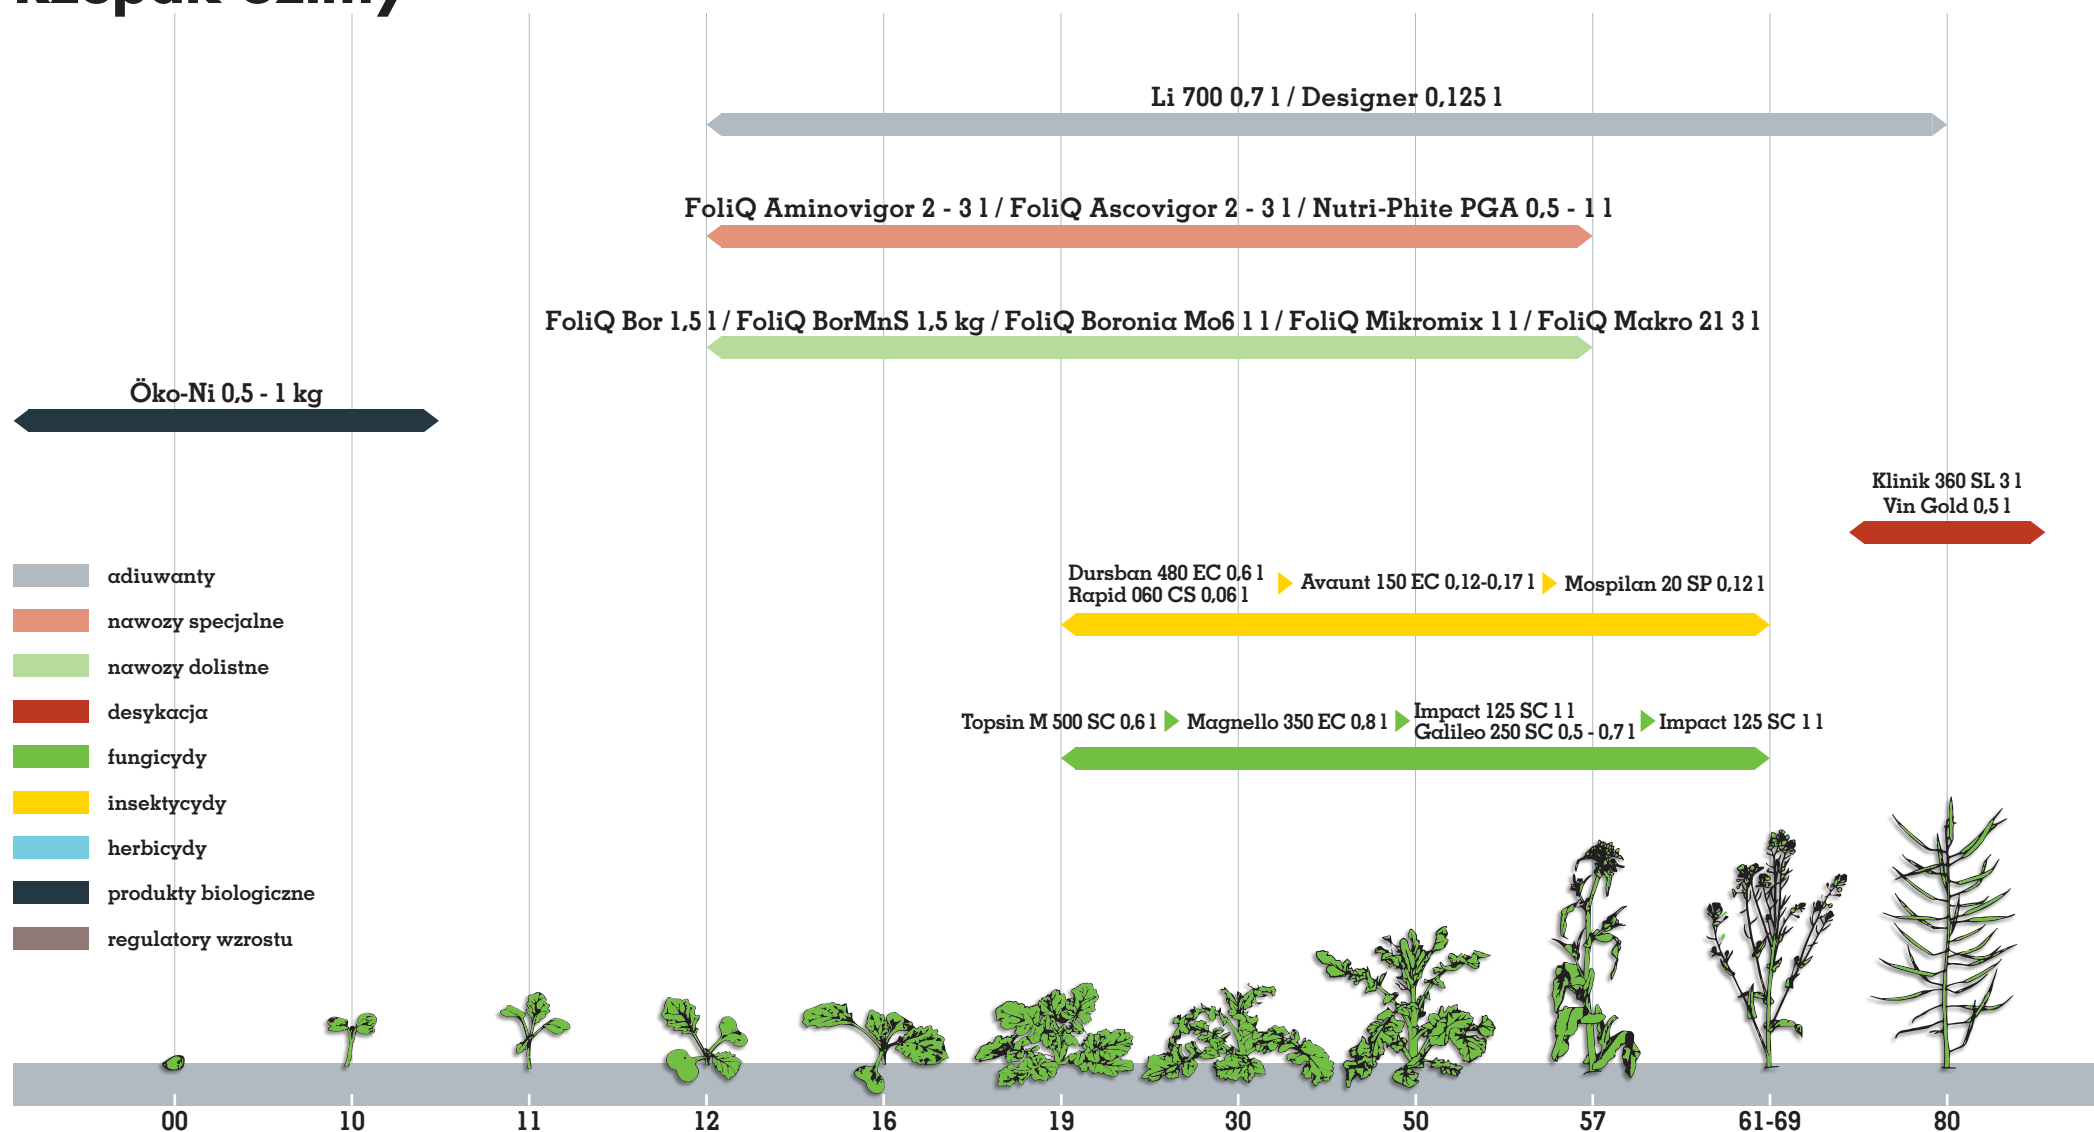 Rzepak ozimy
Li 700 0,7 l / Designer 0,125 l
FoliQ Aminovigor 2 - 3 l / FoliQ Ascovigor 2 - 3 l / Nutri-Phite PGA 0,5 - 1 l
FoliQ Bor 1,5 l / FoliQ BorMnS 1,5 kg / FoliQ Boronia Mo6 1 l / FoliQ Mikromix 1 l / FoliQ Makro 21 3 l
Öko-Ni 0,5 - 1 kg
Klinik 360 SL 3 l
Vin Gold 0,5 l
Dursban 480 EC 0,6 l
Rapid 060 CS 0,06 l
Avaunt 150 EC 0,12-0,17 l
Mospilan 20 SP 0,12 l
Topsin M 500 SC 0,6 l
Magnello 350 EC 0,8 l
Impact 125 SC 1 l
Galileo 250 SC 0,5 - 0,7 l
Impact 125 SC 1 l
adiuwanty
nawozy specjalne
nawozy dolistne
desykacja
fungicydy
insektycydy
herbicydy
produkty biologiczne
regulatory wzrostu
00 10 11 12 16 19 30 50 57 61-69 80